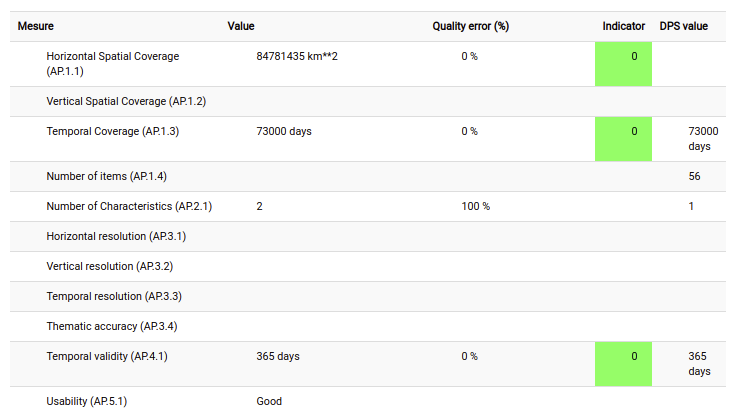 Mesure Value Quality error (%) Indicator DPS value
Horizontal Spatial Coverage 84781435 km**2 0 % 0
(AP.1.1)
Vertical Spatial Coverage (AP.1.2)
Temporal Coverage (AP.1.3) 73000 days 0 % 0 73000
days
Number of items (AP.1.4) 56
Number of Characteristics (AP.2.1) 2 100 % 1
Horizontal resolution (AP.3.1)
Vertical resolution (AP.3.2)
Temporal resolution (AP.3.3)
Thematic accuracy (AP.3.4)
Temporal validity (AP.4.1) 365 days 0 % 0 365
days
Usability (AP.5.1) Good